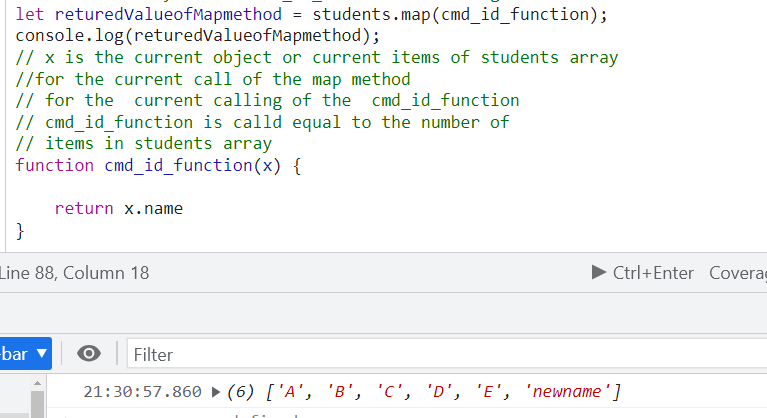 let returedValueofMapmethod = students.map(cmd_id_function);
console.log(returedValueofMapmethod);
// x is the current object or current items of students array
//for the current call of the map method
// for the  current calling of the  cmd_id_function
// cmd_id_function is calld equal to the number of
// items in students array
function cmd_id_function(x) {
    return x.name
}
Line 88, Column 18 ▶ Ctrl+Enter Coverag
bar ▼ Filter
21:30:57.860 ▶ (6) ['A', 'B', 'C', 'D', 'E', 'newname']